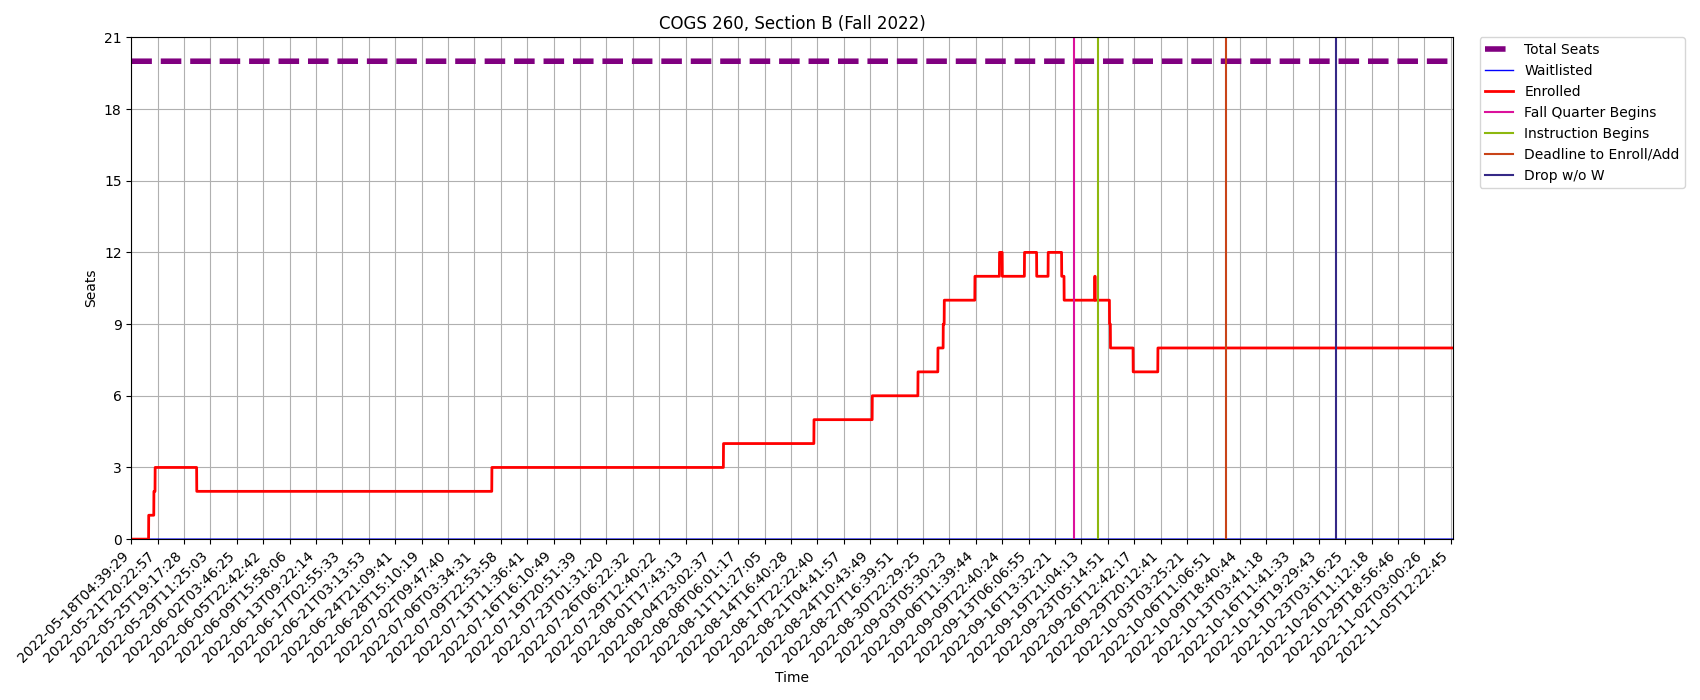 COGS 260, Section B (Fall 2022)
Total Seats
Waitlisted
Enrolled
Fall Quarter Begins
Instruction Begins
Deadline to Enroll/Add
Drop w/o W
Seats
21
18
15
12
9
6
3
0
2022-05-18T04:39:29
2022-05-21T20:22:57
2022-05-25T19:17:28
2022-05-29T11:25:03
2022-06-02T03:46:25
2022-06-05T22:42:42
2022-06-09T15:58:06
2022-06-13T09:22:14
2022-06-17T02:55:33
2022-06-21T03:13:53
2022-06-24T21:09:41
2022-06-28T15:10:19
2022-07-02T09:47:40
2022-07-06T03:34:31
2022-07-09T22:53:58
2022-07-13T11:36:41
2022-07-16T16:10:49
2022-07-19T20:51:39
2022-07-23T01:31:20
2022-07-26T06:22:32
2022-07-29T12:40:22
2022-08-01T17:43:13
2022-08-04T23:02:37
2022-08-08T06:01:17
2022-08-11T11:27:05
2022-08-14T16:40:28
2022-08-17T22:22:40
2022-08-21T04:41:57
2022-08-24T10:43:49
2022-08-27T16:39:51
2022-08-30T22:29:25
2022-09-03T05:30:23
2022-09-06T11:39:44
2022-09-09T22:40:24
2022-09-13T06:06:55
2022-09-16T13:32:21
2022-09-19T21:04:13
2022-09-23T05:14:51
2022-09-26T12:42:17
2022-09-29T20:12:41
2022-10-03T03:25:21
2022-10-06T11:06:51
2022-10-09T18:40:44
2022-10-13T03:41:18
2022-10-16T11:41:33
2022-10-19T19:29:43
2022-10-23T03:16:25
2022-10-26T11:12:18
2022-10-29T18:56:46
2022-11-02T03:00:26
2022-11-05T12:22:45
Time